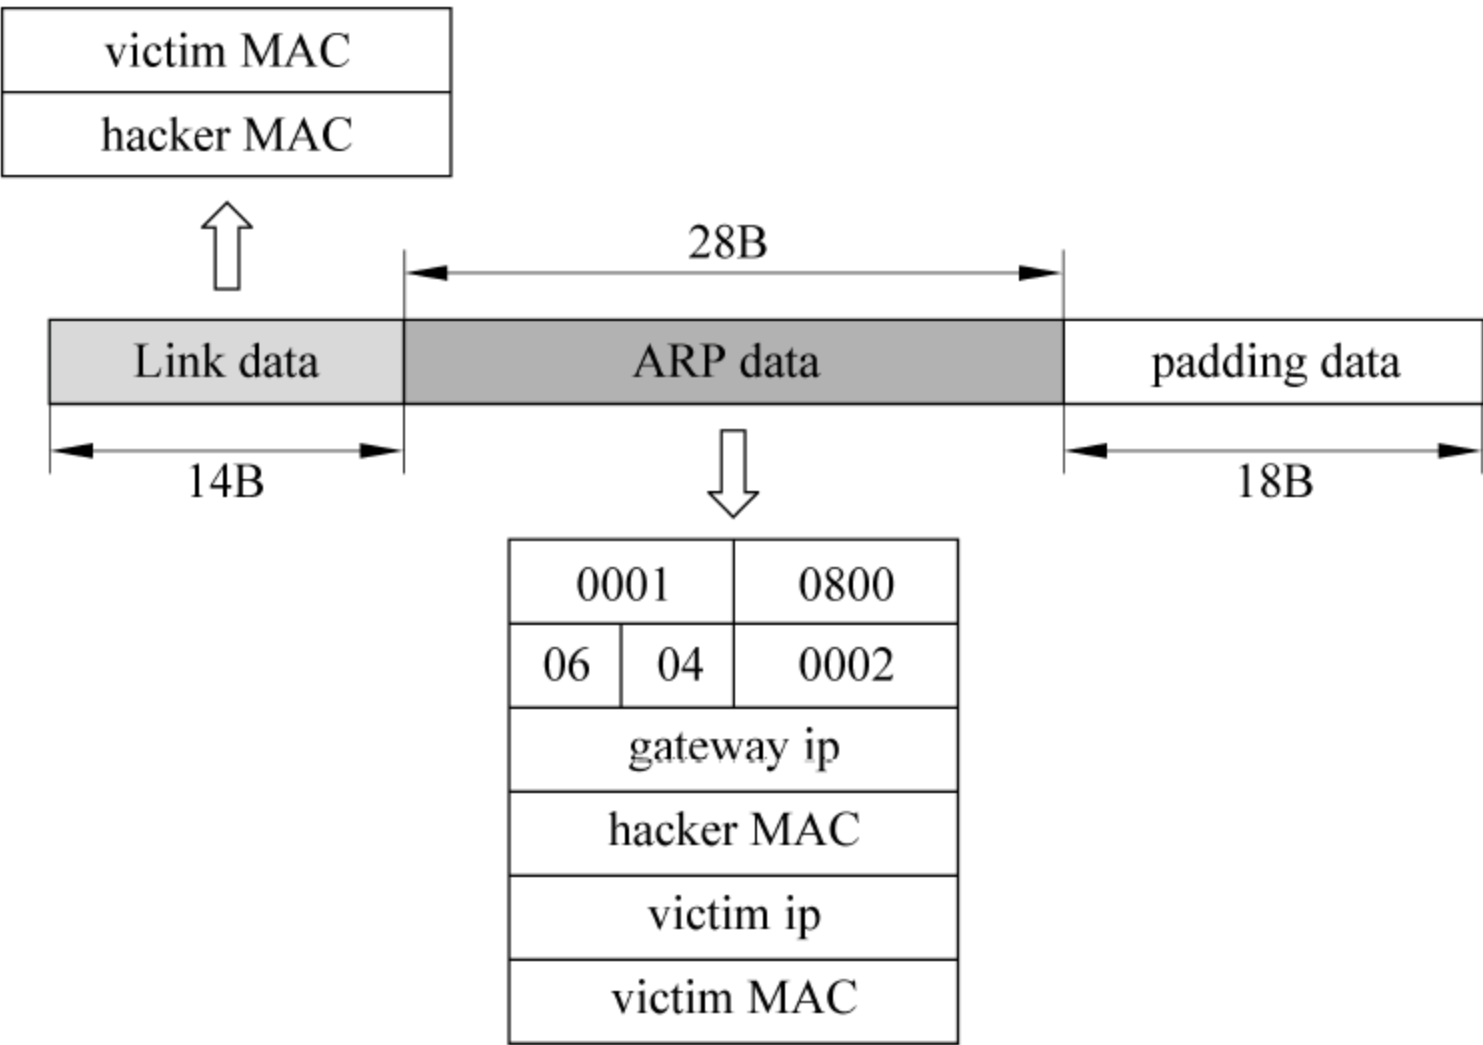 victim MAC
hacker MAC
28B
Link data
ARP data
padding data
14B
18B
0001 0800
06 04 0002
gateway ip
hacker MAC
victim ip
victim MAC